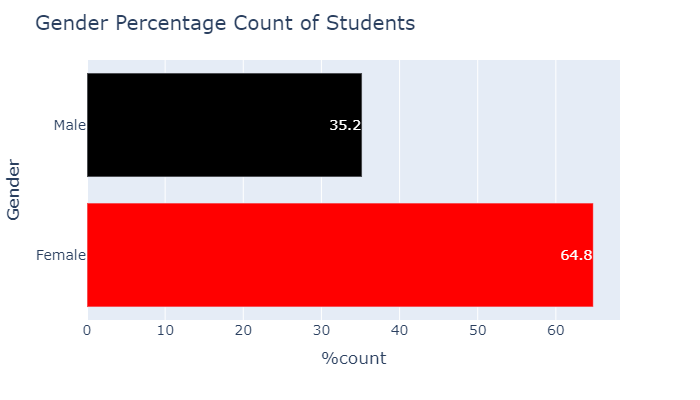 Gender Percentage Count of Students
Gender
Male
35.2
Female
64.8
0 10 20 30 40 50 60
%count